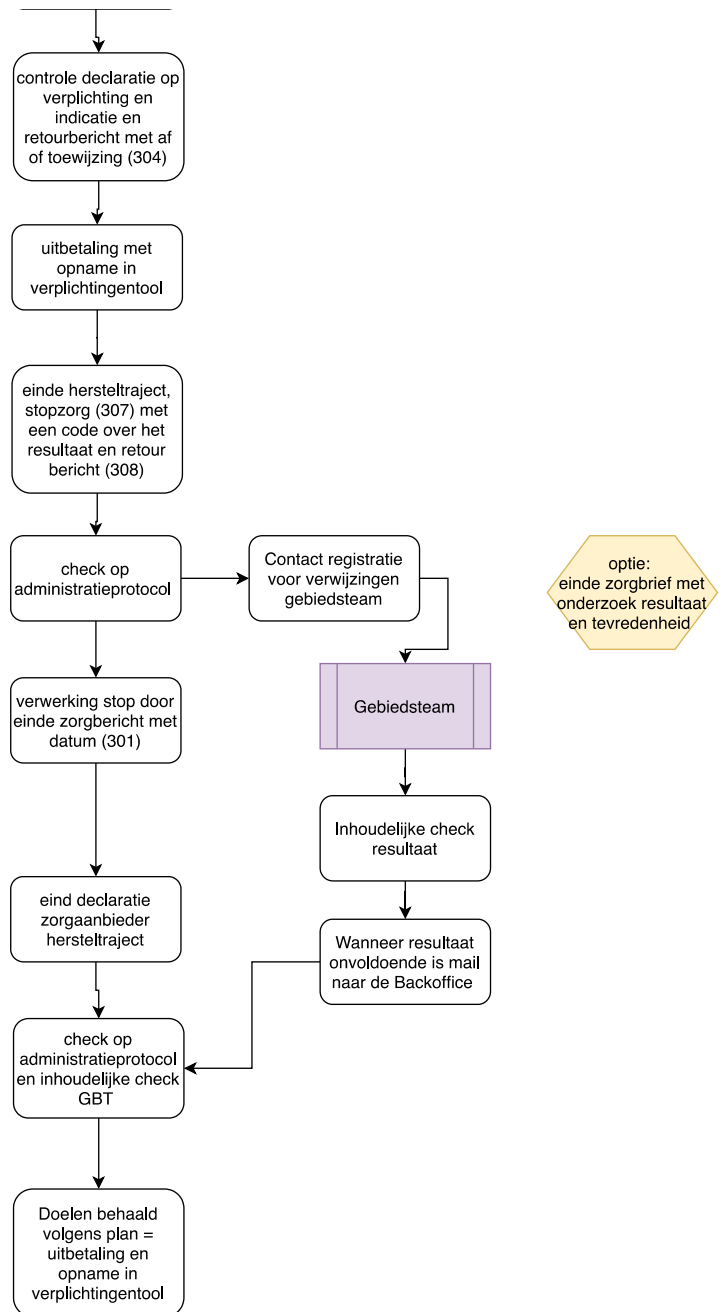 controle declaratie op
verplichting en
indicatie en
retourbericht met af
of toewijzing (304)
uitbetaling met
opname in
verplichtingentool
einde hersteltraject,
stopzorg (307) met
een code over het
resultaat en retour
bericht (308)
check op
administratieprotocol
Contact registratie
voor verwijzingen
gebiedsteam
optie:
einde zorgbrief met
onderzoek resultaat
en tevredenheid
verwerking stop door
einde zorgbericht met
datum (301)
Gebiedsteam
Inhoudelijke check
resultaat
eind declaratie
zorgaanbieder
hersteltraject
Wanneer resultaat
onvoldoende is mail
naar de Backoffice
check op
administratieprotocol
en inhoudelijke check
GBT
Doelen behaald
volgens plan =
uitbetaling en
opname in
verplichtingentool